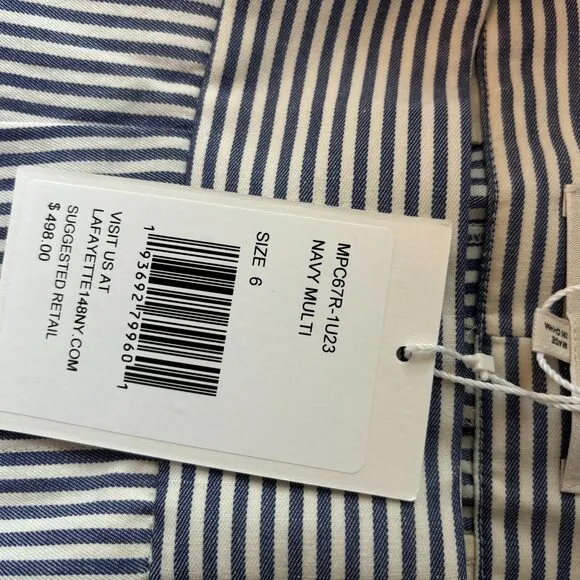 MPC67R-1U23
NAVY MULTI
SIZE 6
1 93692 79960 1
VISIT US AT
LAFAYETTE148NY.COM
SUGGESTED RETAIL
$ 498.00
MADE
IN CHINA